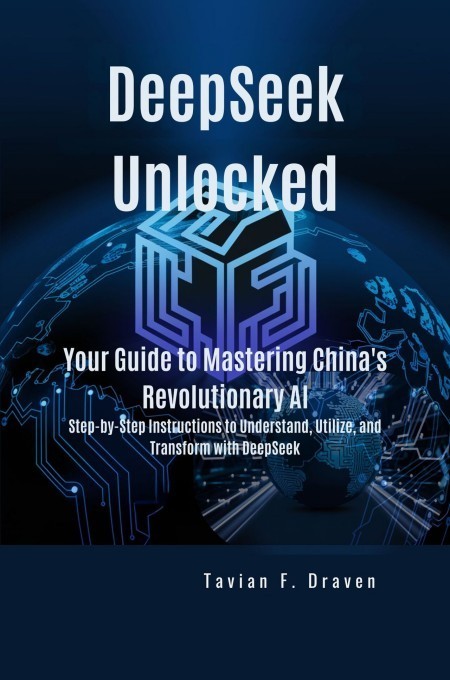 DeepSeek
Unlocked
Your Guide to Mastering China's
Revolutionary AI
Step-by-Step Instructions to Understand, Utilize, and
Transform with DeepSeek
Tavian F. Draven